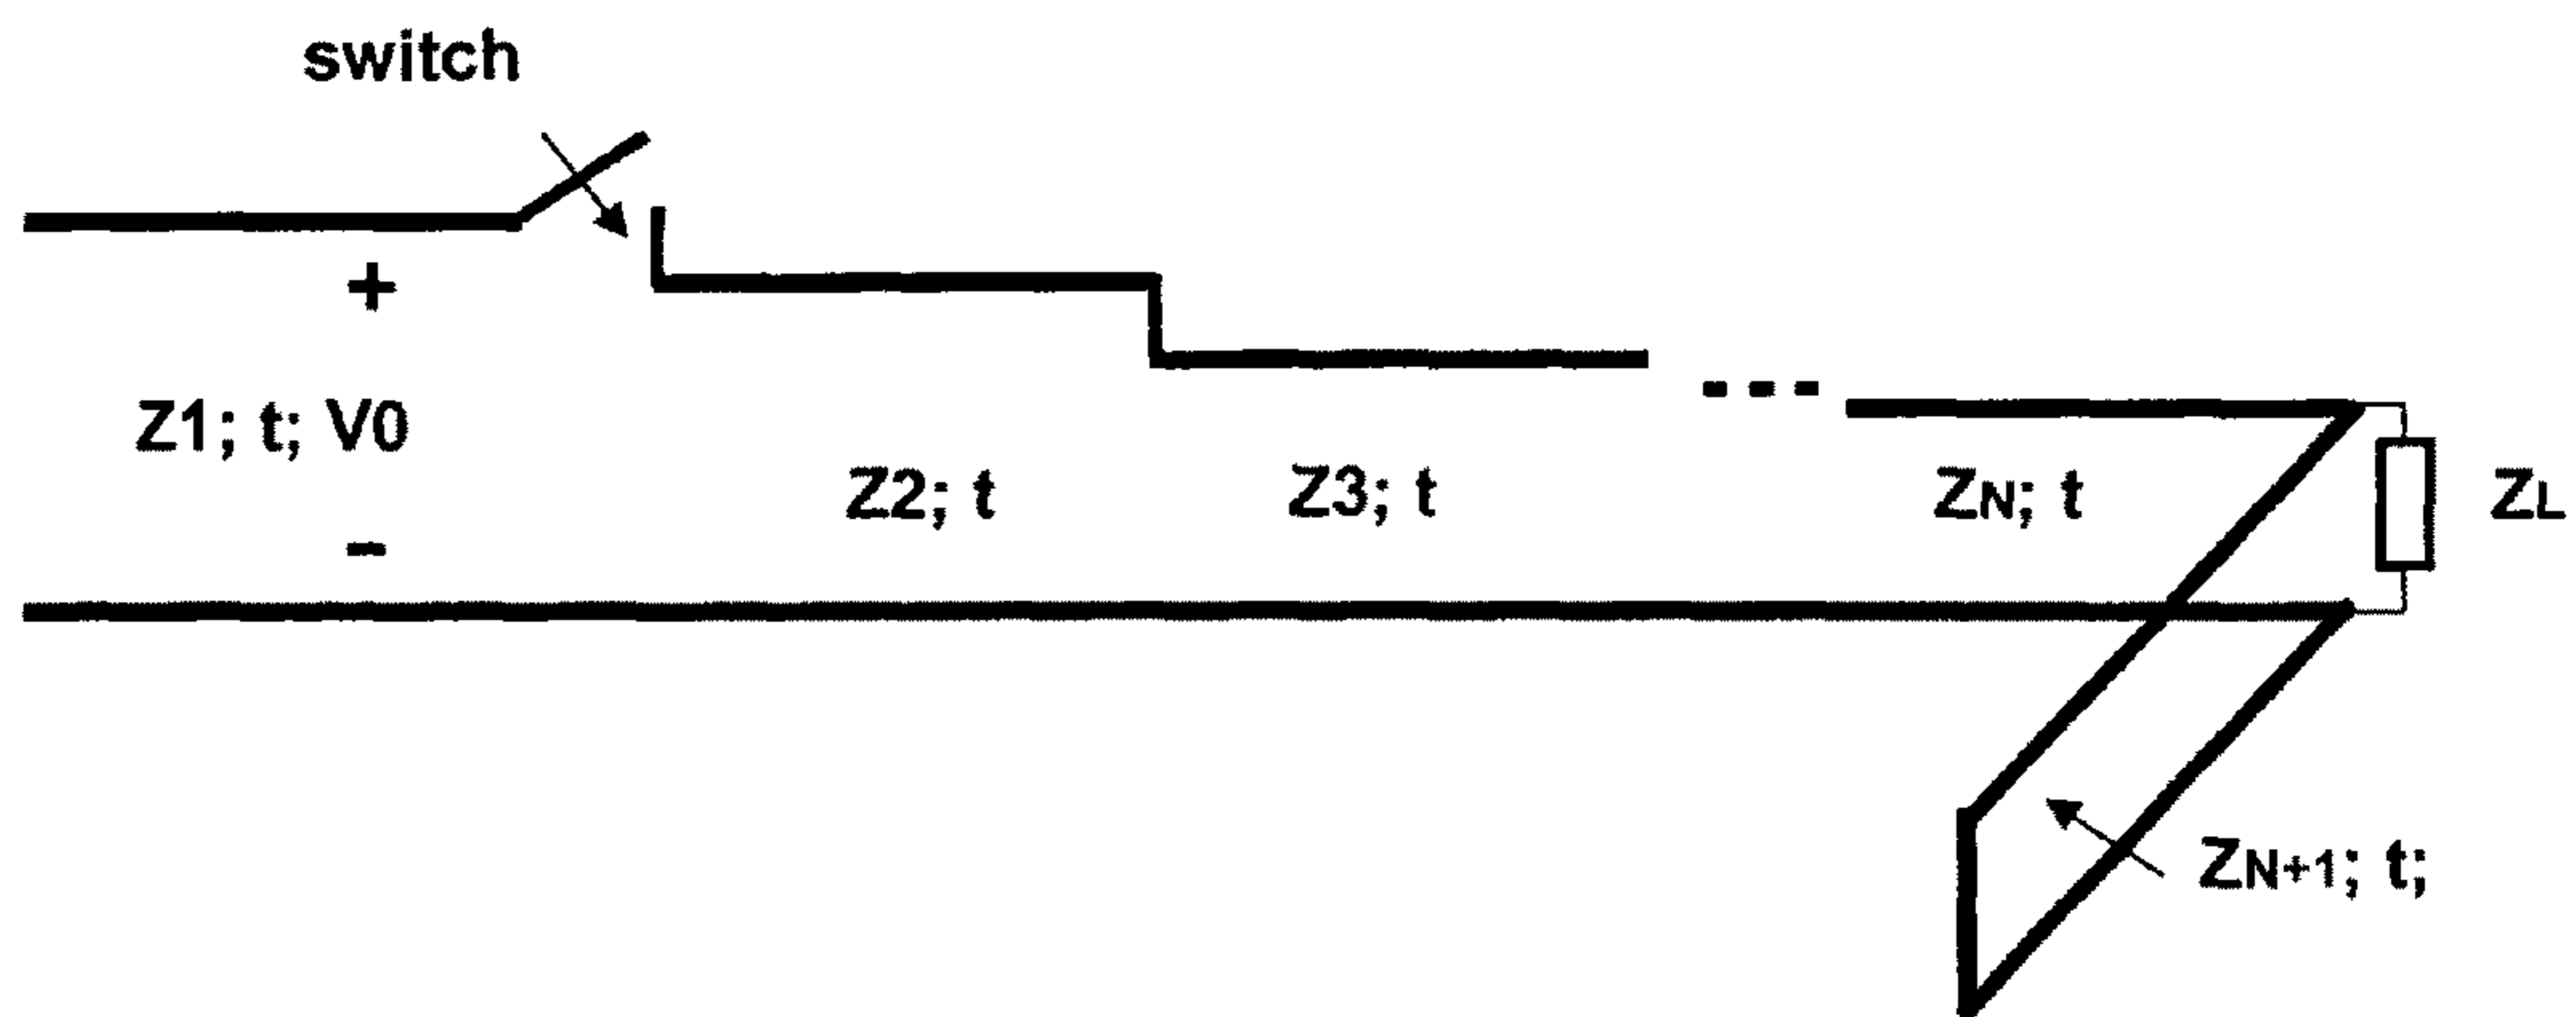 switch
+
Z1; t; V0
-
Z2; t
Z3; t
---
ZN; t
ZL
ZN+1; t;